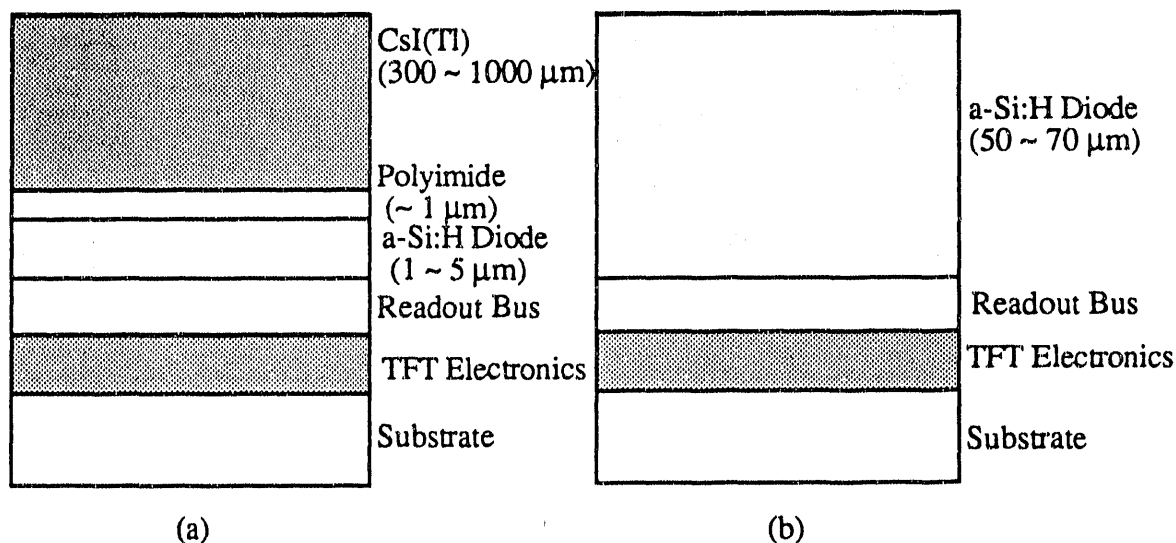 CsI(Tl)
(300 ~ 1000 μm)
Polyimide
(~ 1 μm)
a-Si:H Diode
(1 ~ 5 μm)
Readout Bus
TFT Electronics
Substrate
(a)
a-Si:H Diode
(50 ~ 70 μm)
Readout Bus
TFT Electronics
Substrate
(b)